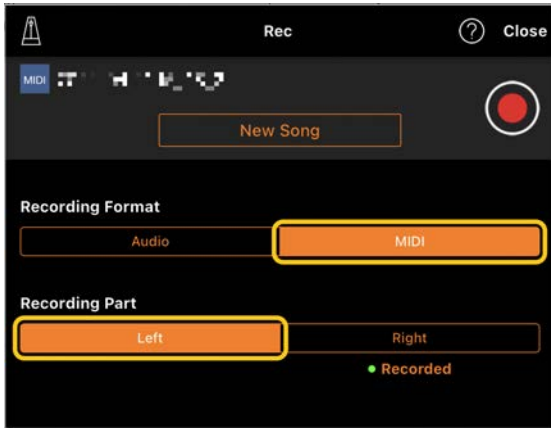 Rec
Close
MIDI
New Song
Recording Format
Audio
MIDI
Recording Part
Left
Right
Recorded